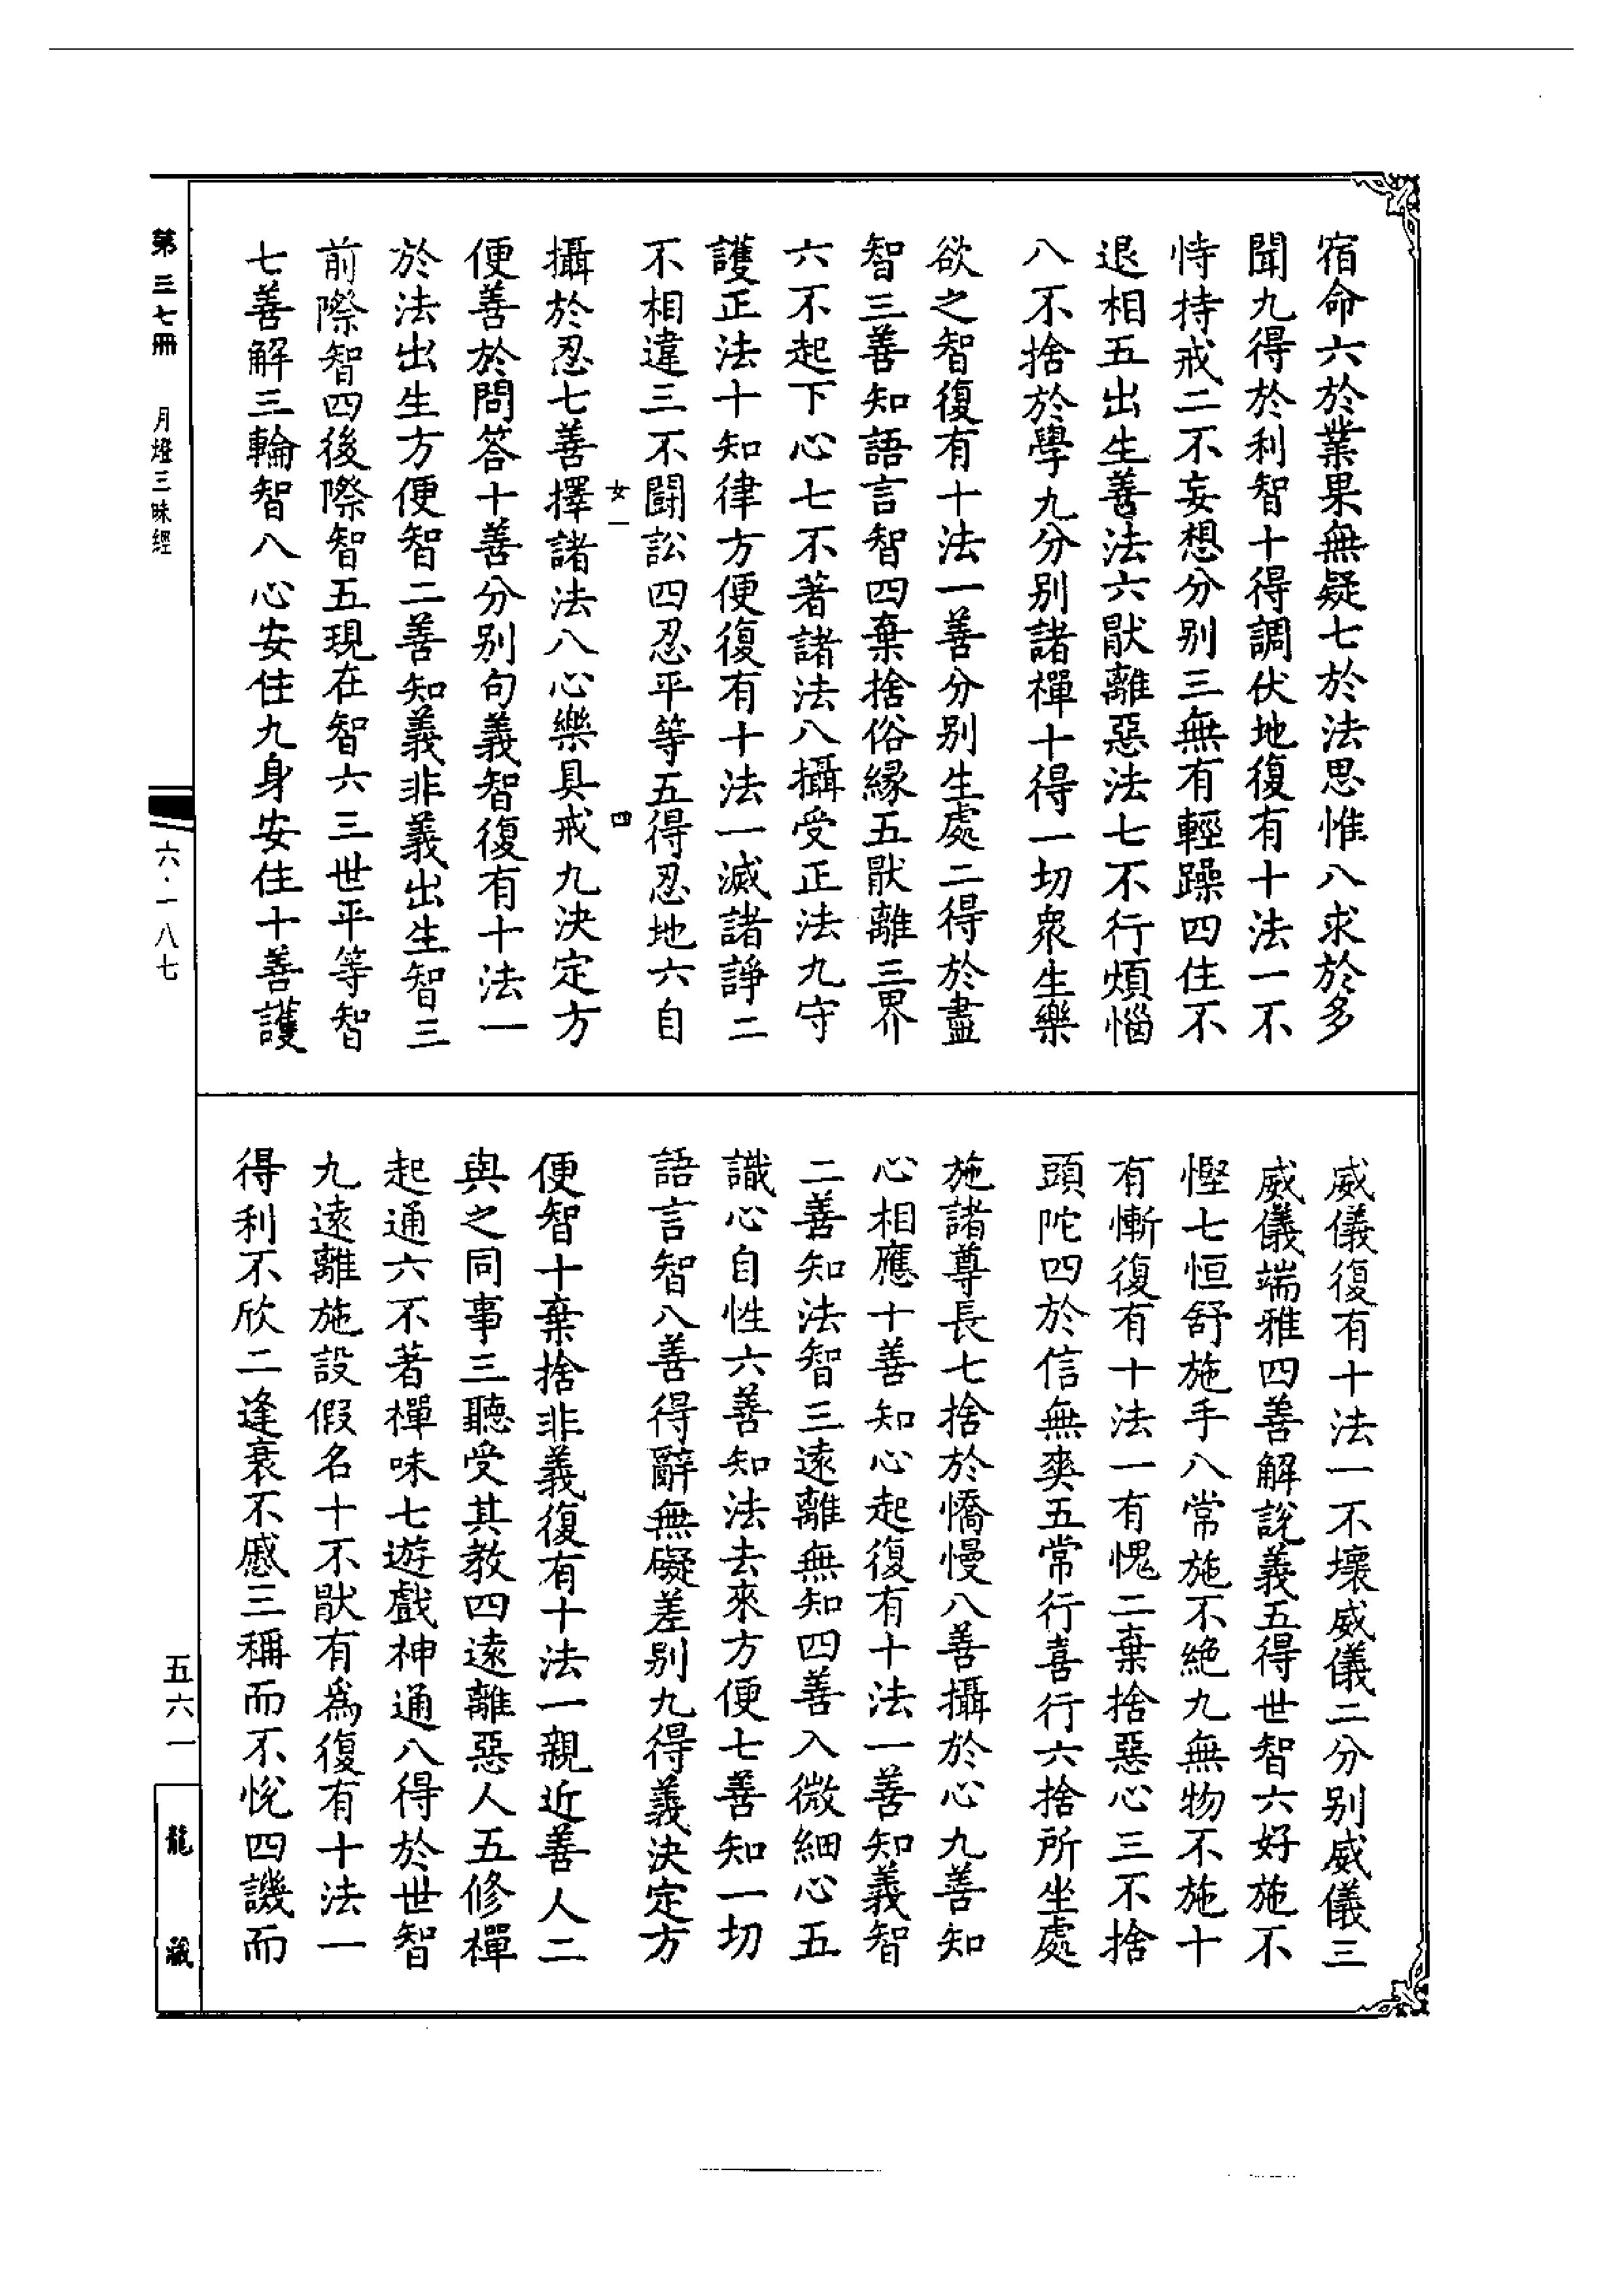 宿命六於業果無疑七於法思惟八求於多
聞九得於利智十得調伏地復有十法一不
恃持戒二不妄想分别三無有輕躁四住不
退相五出生善法六猒離惡法七不行煩惱
八不捨於學九分别諸禪十得一切衆生樂
欲之智復有十法一善分别生處二得於盡
智三善知語言智四棄捨俗緣五猒離三界
六不起下心七不著諸法八攝受正法九守
護正法十知律方便復有十法一滅諸諍二
不相違三不鬪訟四忍平等五得忍地六自
女一 四
攝於忍七善擇諸法八心樂具戒九決定方
便善於問答十善分别句義智復有十法一
於法出生方便智二善知義非義出生智三
前際智四後際智五現在智六三世平等智
七善解三輪智八心安住九身安住十善護
威儀復有十法一不壞威儀二分别威儀三
威儀端雅四善解說義五得世智六好施不
慳七恒舒施手八常施不絶九無物不施十
有慚復有十法一有愧二棄捨惡心三不捨
頭陀四於信無爽五常行喜行六捨所坐處
施諸尊長七捨於憍慢八善攝於心九善知
心相應十善知心起復有十法一善知義智
二善知法智三遠離無知四善入微細心五
識心自性六善知法去來方便七善知一切
語言智八善得辭無礙差别九得義決定方
便智十棄捨非義復有十法一親近善人二
與之同事三聽受其教四遠離惡人五修禪
起通六不著禪味七遊戲神通八得於世智
九遠離施設假名十不猒有爲復有十法一
得利不欣二逢衰不慼三稱而不悅四譏而
第三七冊 月燈三昧經
六·一八七
五六一
龍藏